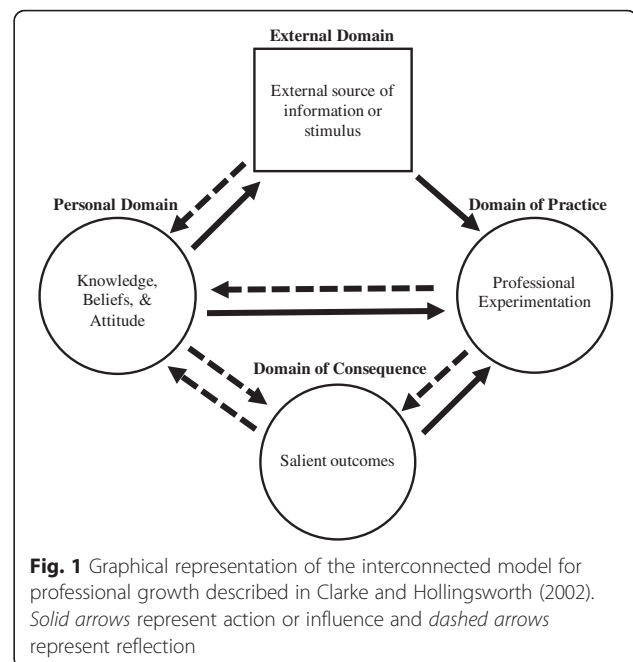 External Domain
External source of
information or
stimulus
Personal Domain
Domain of Practice
Knowledge,
Beliefs, &
Attitude
Professional
Experimentation
Domain of Consequence
Salient outcomes
Fig. 1 Graphical representation of the interconnected model for
professional growth described in Clarke and Hollingsworth (2002).
Solid arrows represent action or influence and dashed arrows
represent reflection